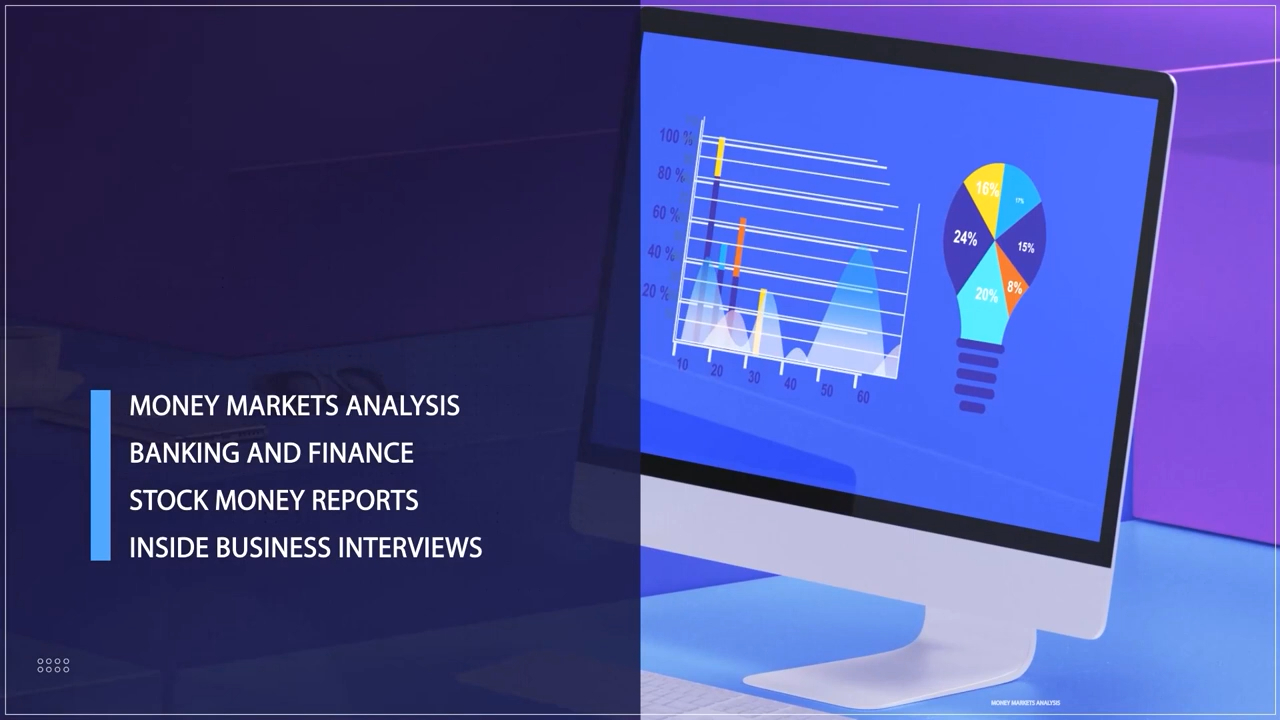 MONEY MARKETS ANALYSIS
BANKING AND FINANCE
STOCK MONEY REPORTS
INSIDE BUSINESS INTERVIEWS
100 %
80 %
60 %
40 %
20 %
10 20 30 40 50 60
16%
17%
24%
15%
20%
8%
MONEY MARKETS ANALYSIS